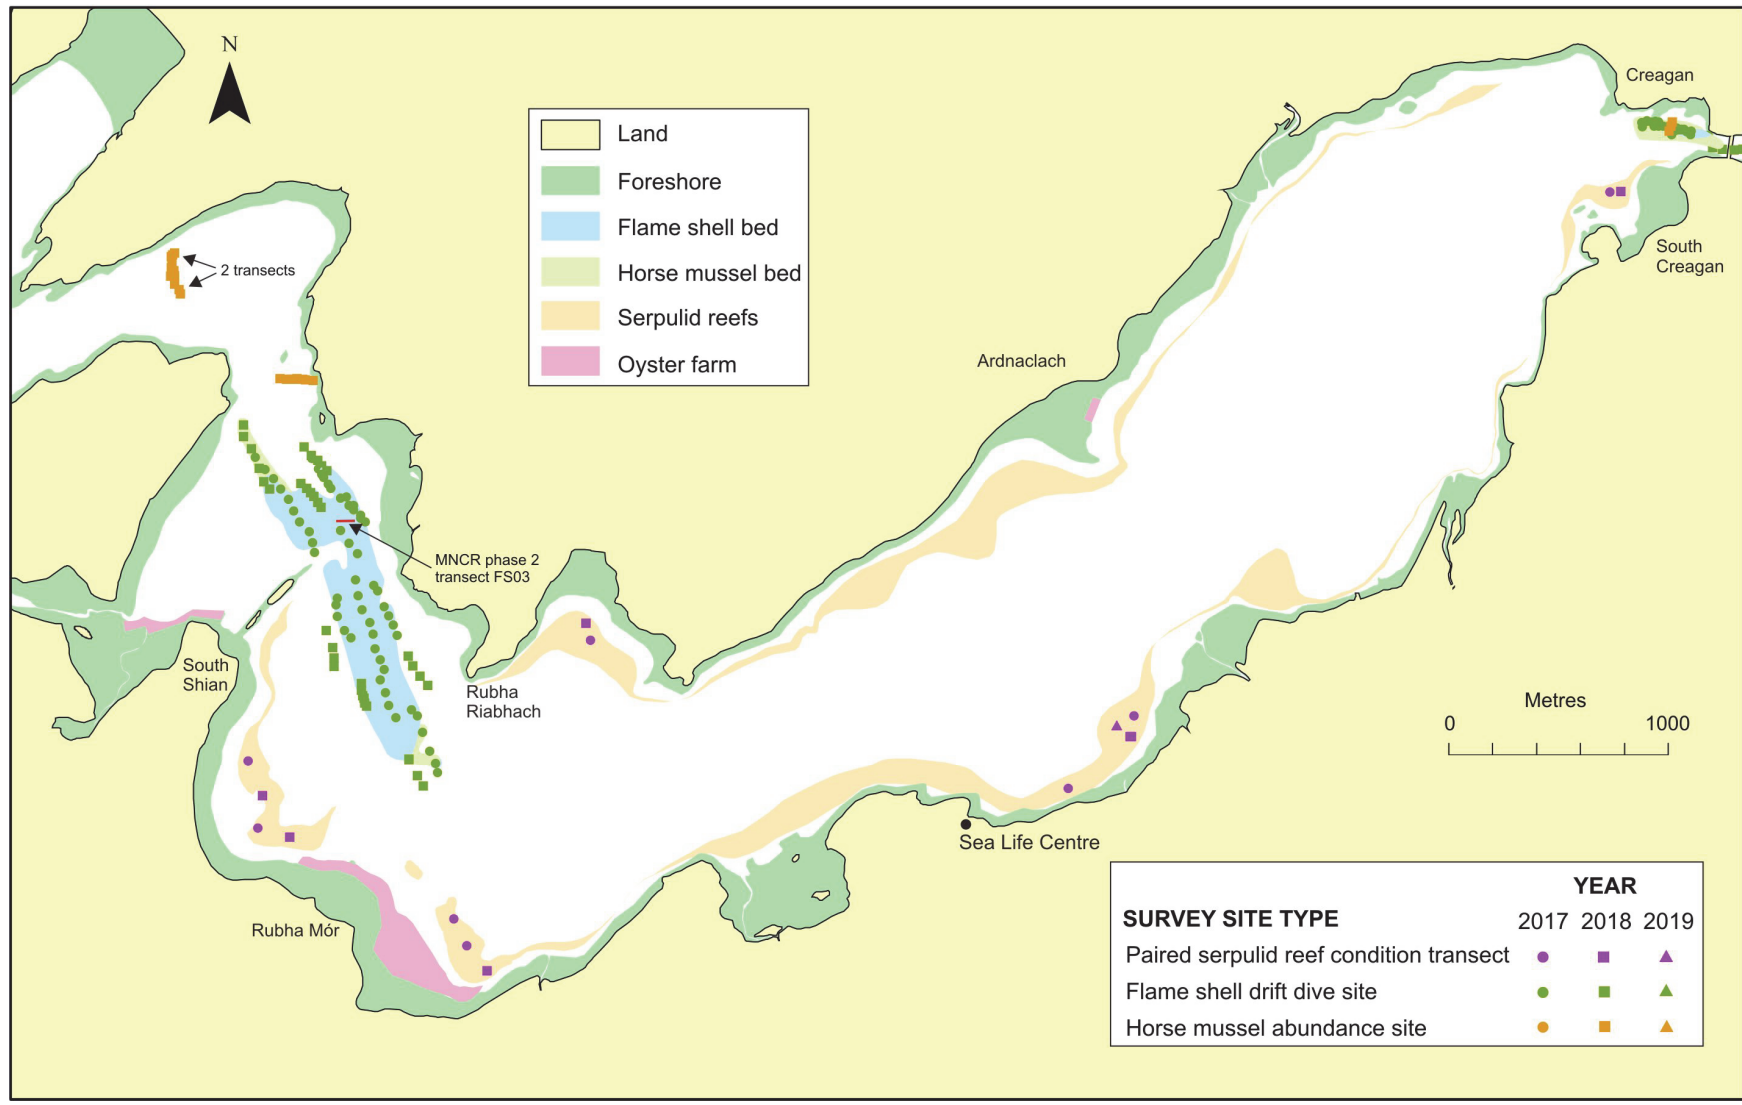 N
Creagan
Land
Foreshore
Flame shell bed
Horse mussel bed
Serpulid reefs
Oyster farm
South
Creagan
2 transects
Ardnaclach
MNCR phase 2
transect FS03
South
Shian
Rubha
Riabhach
Metres
0 1000
Sea Life Centre
Rubha Mór
YEAR
SURVEY SITE TYPE 2017 2018 2019
Paired serpulid reef condition transect
Flame shell drift dive site
Horse mussel abundance site